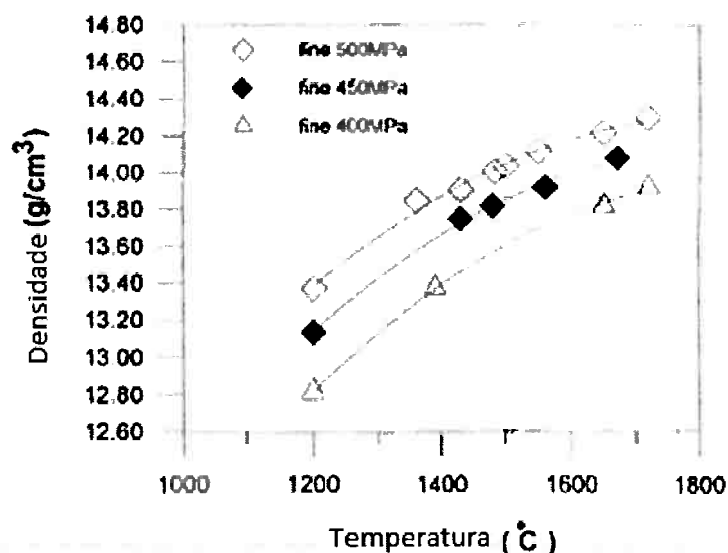 14.80
14.60
14.40
14.20
14.00
13.80
13.60
13.40
13.20
13 00
12.80
12.60
Densidade (g/cm³)
fine 500MPa
fine 450MPa
fine 400MPa
1000 1200 1400 1600 1800
Temperatura (°C)